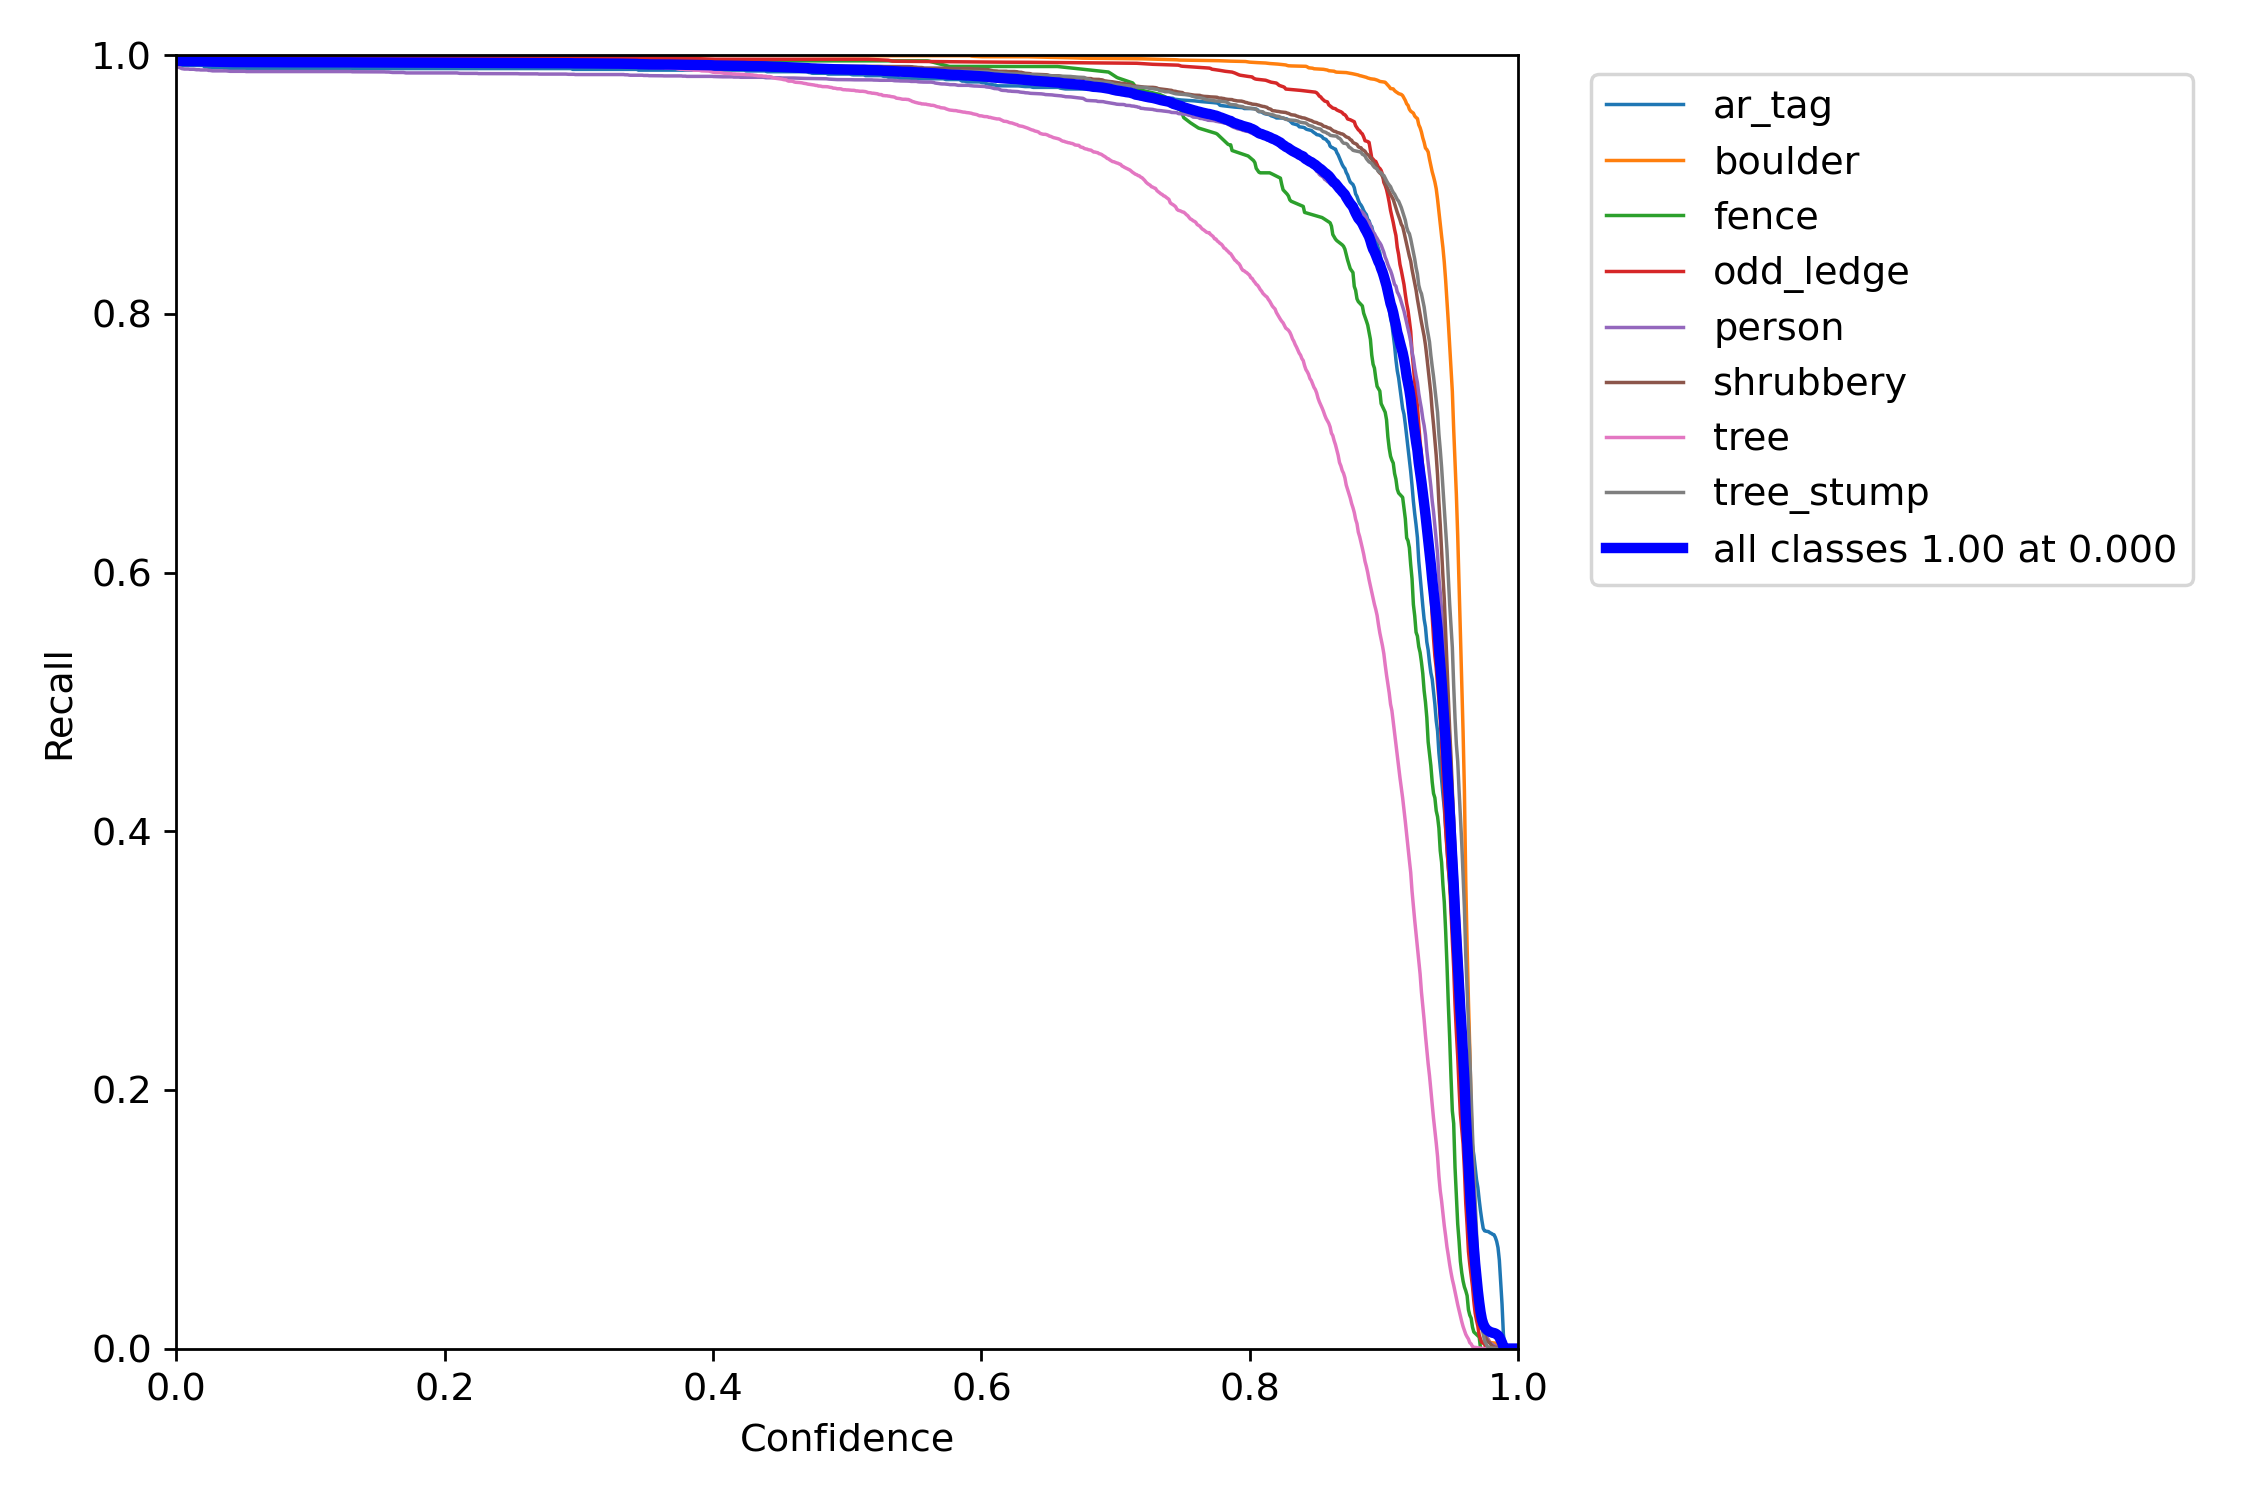 1.0
0.8
0.6
0.4
0.2
0.0
Recall
0.0 0.2 0.4 0.6 0.8 1.0
Confidence
ar_tag
boulder
fence
odd_ledge
person
shrubbery
tree
tree_stump
all classes 1.00 at 0.000